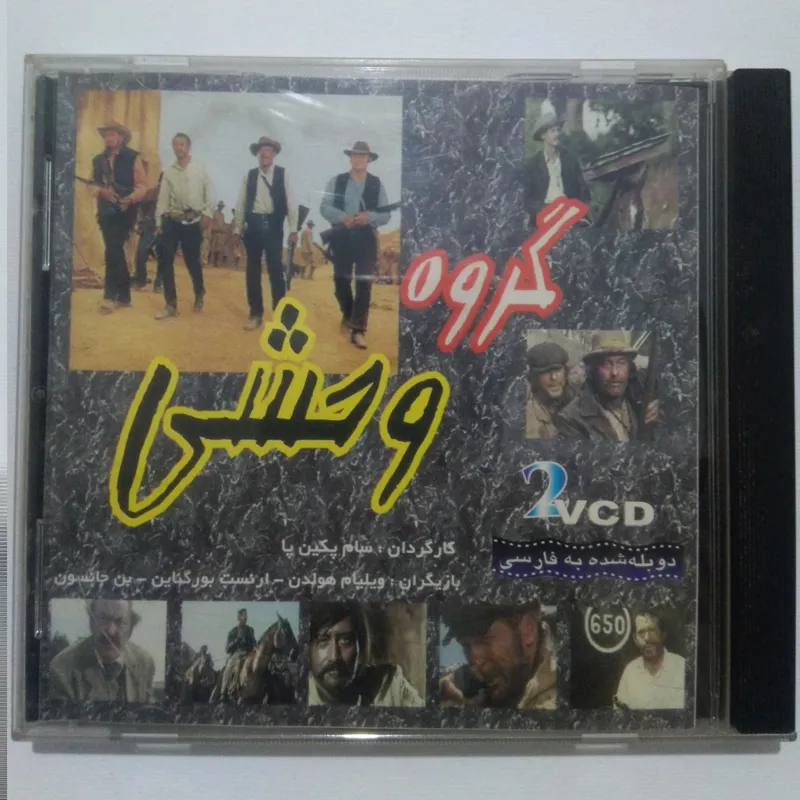 گروه
وحشی
2VCD
کارگردان : سام پکین پا
دوبله شده به فارسی
بازیگران : ویلیام هولدن - ارنست بورگناین - بن جانسون
650